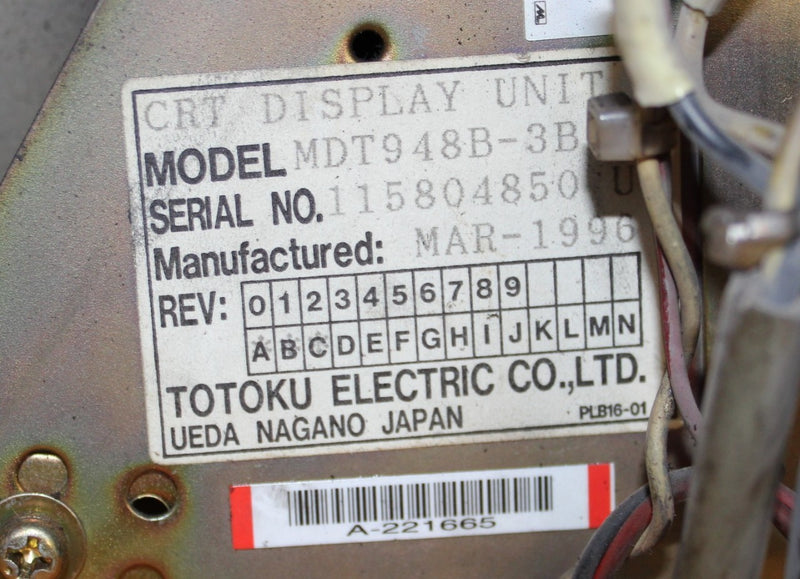 CRT DISPLAY UNIT
MODEL MDT948B-3B
SERIAL NO. 115804850 U
Manufactured: MAR-1996
REV: 0 1 2 3 4 5 6 7 8 9
A B C D E F G H I J K L M N
TOTOKU ELECTRIC CO.,LTD.
UEDA NAGANO JAPAN PLB16-01
A-221665